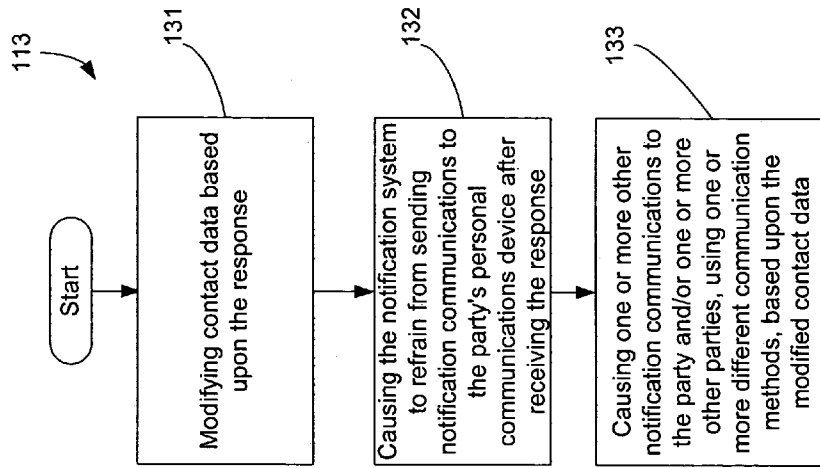 113
Start
131
Modifying contact data based
upon the response
132
Causing the notification system
to refrain from sending
notification communications to
the party's personal
communications device after
receiving the response
133
Causing one or more other
notification communications to
the party and/or one or more
other parties, using one or
more different communication
methods, based upon the
modified contact data